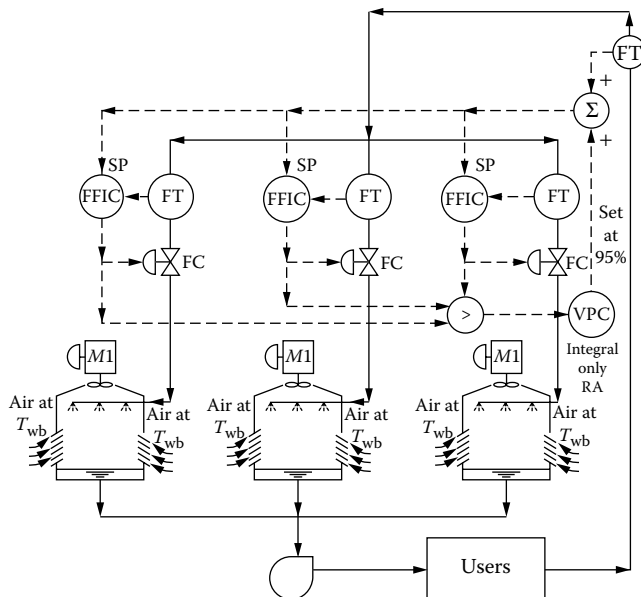 FT
+
Σ
+
SP
SP
SP
FFIC
FT
FFIC
FT
FFIC
FT
Set
at
95%
FC
FC
FC
>
VPC
Integral
only
RA
M1
M1
M1
Air at
Twb
Air at
Twb
Air at
Twb
Air at
Twb
Air at
Twb
Air at
Twb
Users